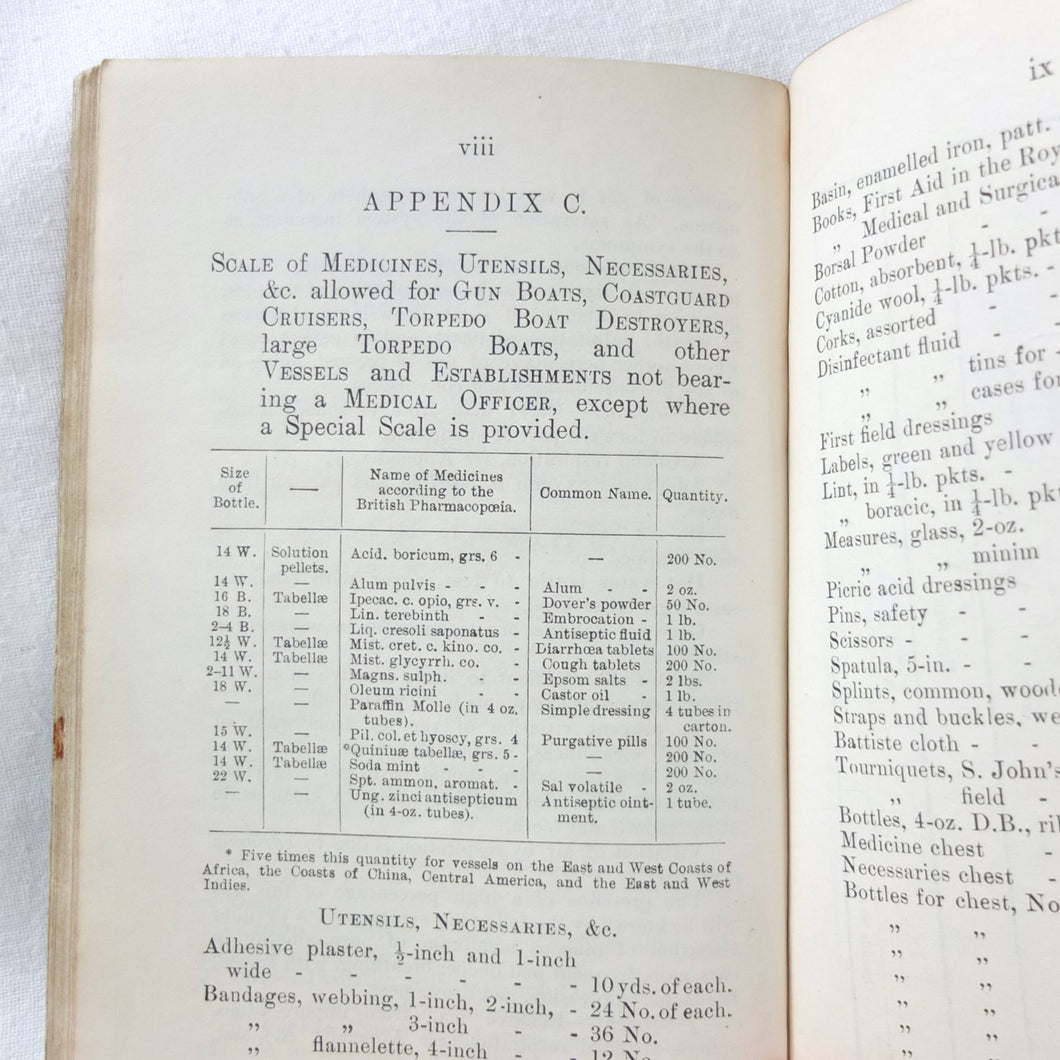 viii
APPENDIX C.
SCALE of MEDICINES, UTENSILS, NECESSARIES,
&c. allowed for GUN BOATS, COASTGUARD
CRUISERS, TORPEDO BOAT DESTROYERS,
large TORPEDO BOATS, and other
VESSELS and ESTABLISHMENTS not bear-
ing a MEDICAL OFFICER, except where
a Special Scale is provided.
Size of Bottle. — Name of Medicines according to the British Pharmacopœia. Common Name. Quantity.
14 W. Solution pellets. Acid. boricum, grs. 6 - — 200 No.
14 W. — Alum pulvis - - - Alum - - 2 oz.
16 B. Tabellæ Ipecac. c. opio, grs. v. - Dover's powder 50 No.
18 B. — Lin. terebinth - - Embrocation - 1 lb.
2–4 B. — Liq. cresoli saponatus - Antiseptic fluid 1 lb.
12½ W. Tabellæ Mist. cret. c. kino. co. - Diarrhœa tablets 100 No.
14 W. Tabellæ Mist. glycyrrh. co. - Cough tablets 200 No.
2–11 W. — Magns. sulph. - - Epsom salts - 2 lbs.
18 W. — Oleum ricini - - Castor oil - 1 lb.
— — Paraffin Molle (in 4 oz. tubes). Simple dressing 4 tubes in carton.
15 W. — Pil. col. et hyoscy, grs. 4 Purgative pills 100 No.
14 W. Tabellæ *Quininæ tabellæ, grs. 5 - — 200 No.
14 W. Tabellæ Soda mint - - - — 200 No.
22 W. — Spt. ammon. aromat. - Sal volatile - 2 oz.
— — Ung. zinci antisepticum (in 4-oz. tubes). Antiseptic oint-ment. 1 tube.
* Five times this quantity for vessels on the East and West Coasts of
Africa, the Coasts of China, Central America, and the East and West
Indies.
UTENSILS, NECESSARIES, &c.
Adhesive plaster, ½-inch and 1-inch
wide - - - - - - 10 yds. of each.
Bandages, webbing, 1-inch, 2-inch, - 24 No. of each.
„ „ 3-inch - - 36 No.
„ flannelette, 4-inch - - 12 No.
ix
Basin, enamelled iron, patt.
Books, First Aid in the Roy
„ Medical and Surgica
Borsal Powder - -
Cotton, absorbent, ¼-lb. pkt
Cyanide wool, ¼-lb. pkts. -
Corks, assorted - -
Disinfectant fluid -
„ „ tins for -
„ „ cases for
First field dressings
Labels, green and yellow
Lint, in ¼-lb. pkts. -
„ boracic, in ¼-lb. pkt
Measures, glass, 2-oz.
„ „ minim
Picric acid dressings
Pins, safety - -
Scissors - -
Spatula, 5-in. - -
Splints, common, woode
Straps and buckles, we
Battiste cloth - -
Tourniquets, S. John's
„ field -
Bottles, 4-oz. D.B., ril
Medicine chest -
Necessaries chest -
Bottles for chest, No
„ „
„ „
„ „
„ „
„ „
„ „